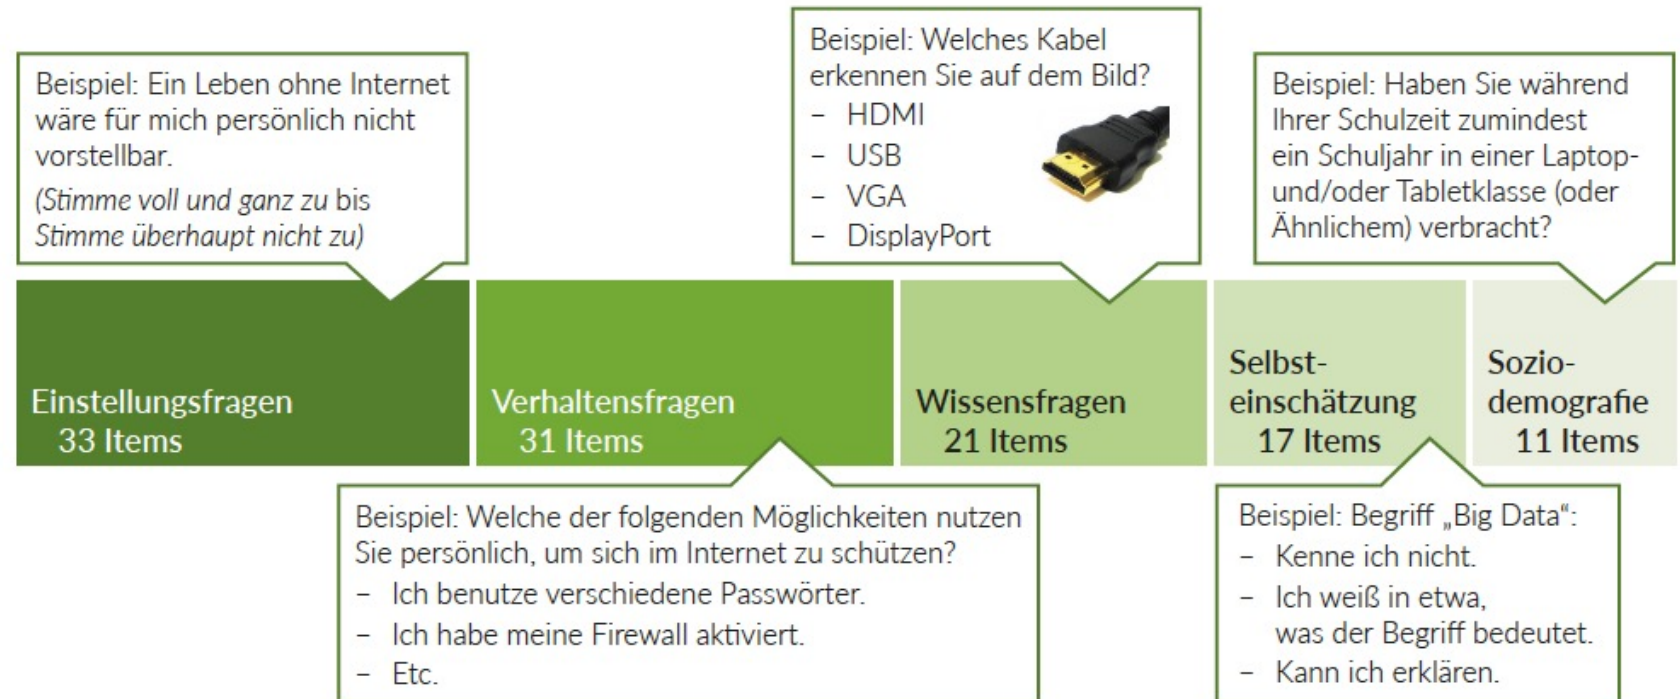 Beispiel: Ein Leben ohne Internet
wäre für mich persönlich nicht
vorstellbar.
(Stimme voll und ganz zu bis
Stimme überhaupt nicht zu)
Beispiel: Welches Kabel
erkennen Sie auf dem Bild?
– HDMI
– USB
– VGA
– DisplayPort
Beispiel: Haben Sie während
Ihrer Schulzeit zumindest
ein Schuljahr in einer Laptop-
und/oder Tabletklasse (oder
Ähnlichem) verbracht?
Einstellungsfragen
33 Items
Verhaltensfragen
31 Items
Wissensfragen
21 Items
Selbst-
einschätzung
17 Items
Sozio-
demografie
11 Items
Beispiel: Welche der folgenden Möglichkeiten nutzen
Sie persönlich, um sich im Internet zu schützen?
– Ich benutze verschiedene Passwörter.
– Ich habe meine Firewall aktiviert.
– Etc.
Beispiel: Begriff „Big Data“:
– Kenne ich nicht.
– Ich weiß in etwa,
was der Begriff bedeutet.
– Kann ich erklären.